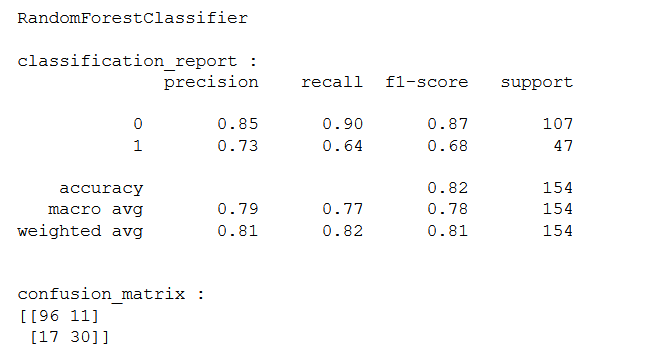 RandomForestClassifier
classification_report :
precision recall f1-score support
0 0.85 0.90 0.87 107
1 0.73 0.64 0.68 47
accuracy 0.82 154
macro avg 0.79 0.77 0.78 154
weighted avg 0.81 0.82 0.81 154
confusion_matrix :
[[96 11]
[17 30]]